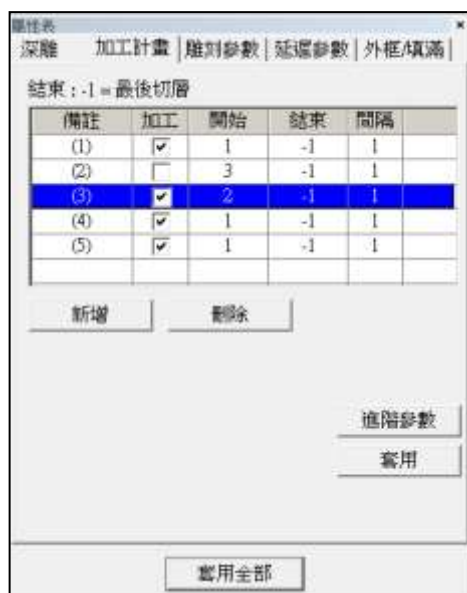 屬性表
深雕 加工計畫 雕刻參數 延遲參數 外框/填滿
結束：-1 = 最後切層
備註 加工 開始 結束 間隔
(1) 1 -1 1
(2) 3 -1 1
(3) 2 -1 1
(4) 1 -1 1
(5) 1 -1 1
新增 刪除
進階參數
套用
套用全部